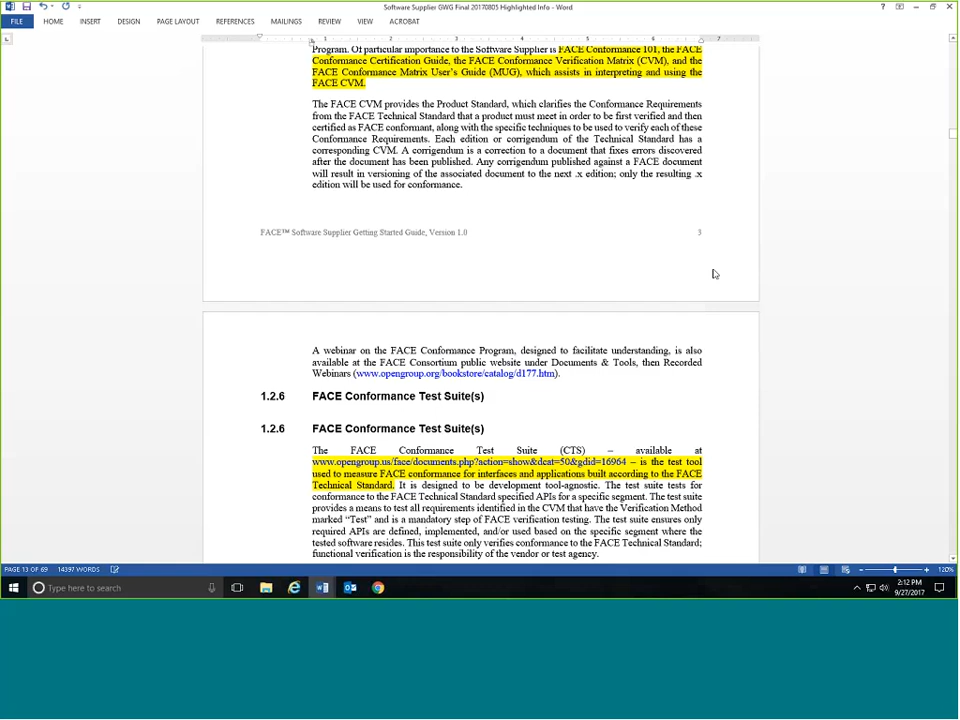 Software Supplier GWG Final 20170805 Highlighted Info - Word
FILE HOME INSERT DESIGN PAGE LAYOUT REFERENCES MAILINGS REVIEW VIEW ACROBAT
1 2 3 4 5 6 7
Program. Of particular importance to the Software Supplier is FACE Conformance 101, the FACE
Conformance Certification Guide, the FACE Conformance Verification Matrix (CVM), and the
FACE Conformance Matrix User's Guide (MUG), which assists in interpreting and using the
FACE CVM.
The FACE CVM provides the Product Standard, which clarifies the Conformance Requirements
from the FACE Technical Standard that a product must meet in order to be first verified and then
certified as FACE conformant, along with the specific techniques to be used to verify each of these
Conformance Requirements. Each edition or corrigendum of the Technical Standard has a
corresponding CVM. A corrigendum is a correction to a document that fixes errors discovered
after the document has been published. Any corrigendum published against a FACE document
will result in versioning of the associated document to the next .x edition; only the resulting .x
edition will be used for conformance.
FACE™ Software Supplier Getting Started Guide, Version 1.0 5
A webinar on the FACE Conformance Program, designed to facilitate understanding, is also
available at the FACE Consortium public website under Documents & Tools, then Recorded
Webinars (www.opengroup.org/bookstore/catalog/d177.htm).
1.2.6 FACE Conformance Test Suite(s)
1.2.6 FACE Conformance Test Suite(s)
The FACE Conformance Test Suite (CTS) – available at
www.opengroup.us/face/documents.php?action=show&dcat=50&gdid=16964 – is the test tool
used to measure FACE conformance for interfaces and applications built according to the FACE
Technical Standard. It is designed to be development tool-agnostic. The test suite tests for
conformance to the FACE Technical Standard specified APIs for a specific segment. The test suite
provides a means to test all requirements identified in the CVM that have the Verification Method
marked “Test” and is a mandatory step of FACE verification testing. The test suite ensures only
required APIs are defined, implemented, and/or used based on the specific segment where the
tested software resides. This test suite only verifies conformance to the FACE Technical Standard;
functional verification is the responsibility of the vendor or test agency.
PAGE 13 OF 69 14397 WORDS 120%
Type here to search
2:12 PM
9/27/2017